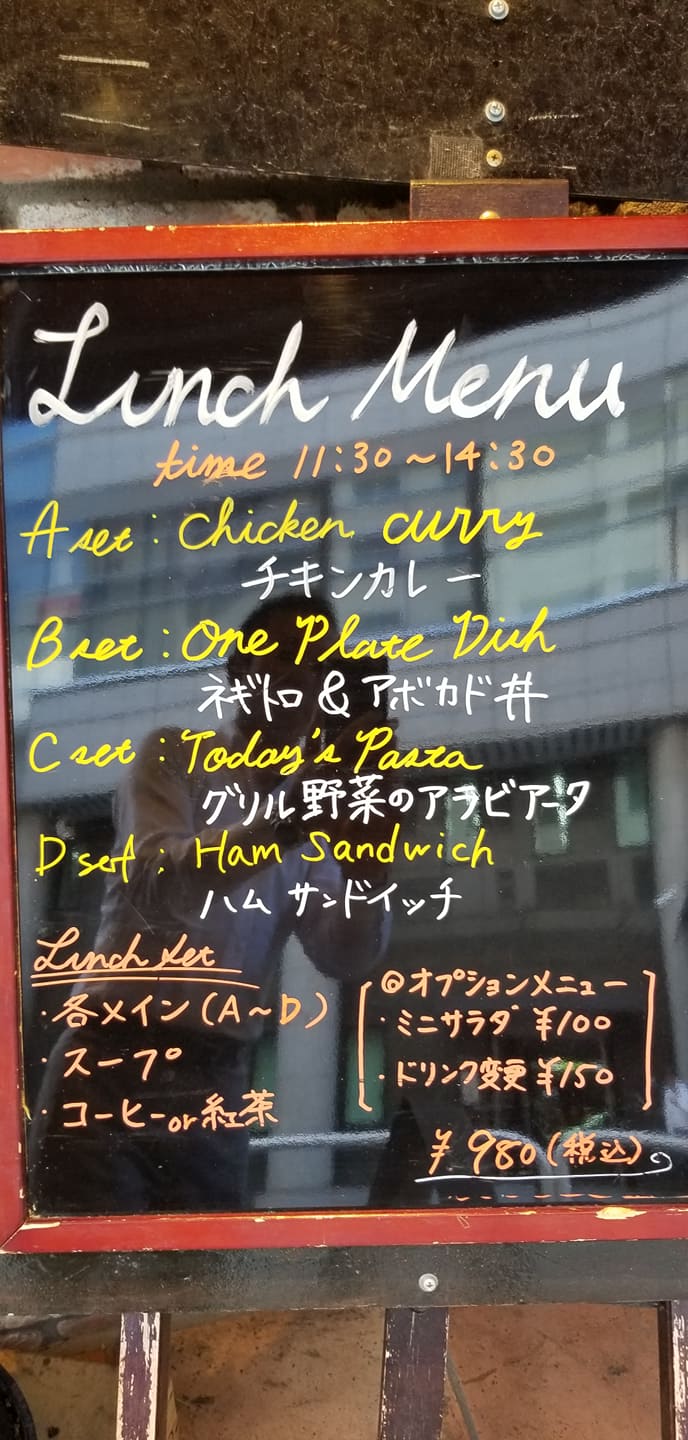 Lunch Menu
time 11:30~14:30
A set : Chicken curry
チキンカレー
B set : One Plate Dish
ネギトロ & アボカド丼
C set : Today's Pasta
グリル野菜のアラビアータ
D set : Ham Sandwich
ハム サンドイッチ
Lunch set
・各メイン(A~D)
・スープ
・コーヒーor紅茶
◎オプションメニュー
・ミニサラダ ¥100
・ドリンク変更 ¥150
¥980(税込)